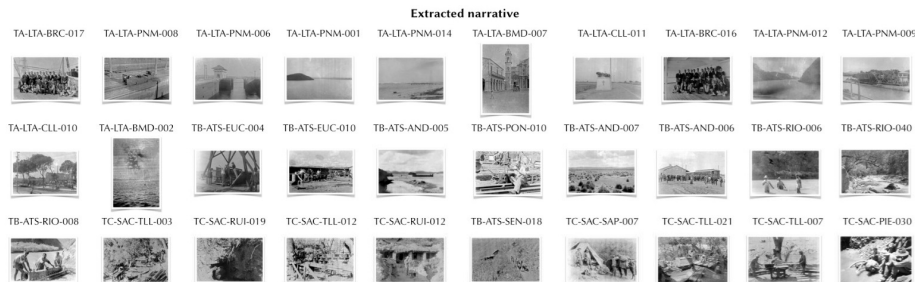 Extracted narrative
TA-LTA-BRC-017 TA-LTA-PNM-008 TA-LTA-PNM-006 TA-LTA-PNM-001 TA-LTA-PNM-014 TA-LTA-BMD-007 TA-LTA-CLL-011 TA-LTA-BRC-016 TA-LTA-PNM-012 TA-LTA-PNM-009
TA-LTA-CLL-010 TA-LTA-BMD-002 TB-ATS-EUC-004 TB-ATS-EUC-010 TB-ATS-AND-005 TB-ATS-PON-010 TB-ATS-AND-007 TB-ATS-AND-006 TB-ATS-RIO-006 TB-ATS-RIO-040
TB-ATS-RIO-008 TC-SAC-TLL-003 TC-SAC-RUI-019 TC-SAC-TLL-012 TC-SAC-RUI-012 TB-ATS-SEN-018 TC-SAC-SAP-007 TC-SAC-TLL-021 TC-SAC-TLL-007 TC-SAC-PIE-030